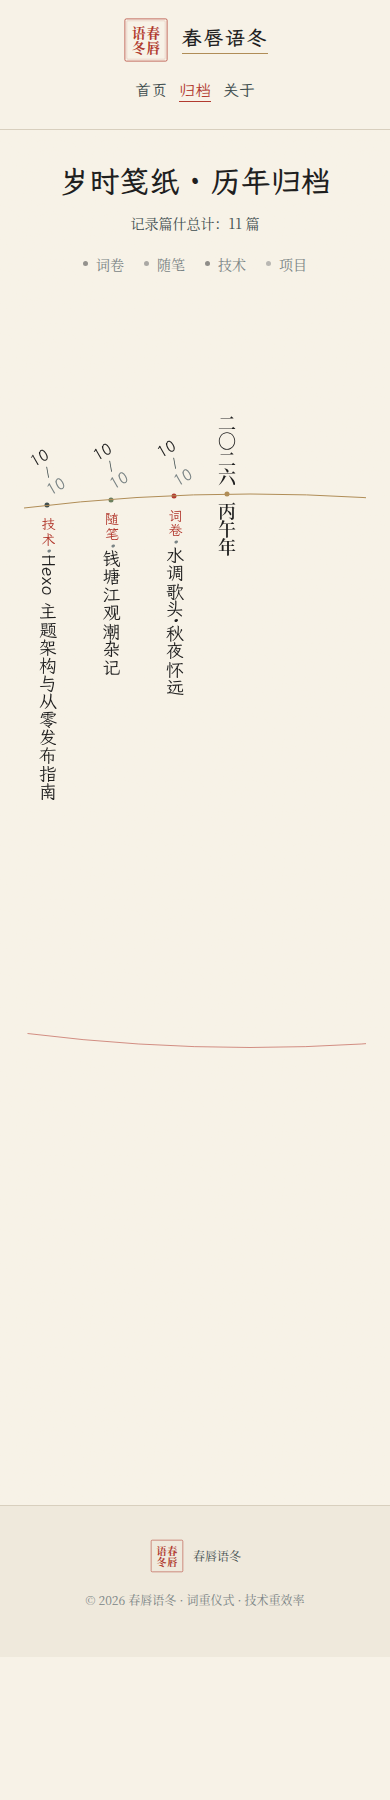 春唇
语冬
春唇语冬
首页 归档 关于
岁时笺纸·历年归档
记录篇什总计：11 篇
词卷 随笔 技术 项目
二〇二六 丙午年
10
10
词卷·水调歌头·秋夜怀远
10
10
随笔·钱塘江观潮杂记
10
10
技术·Hexo 主题架构与从零发布指南
春唇
语冬
春唇语冬
© 2026 春唇语冬 · 词重仪式 · 技术重效率